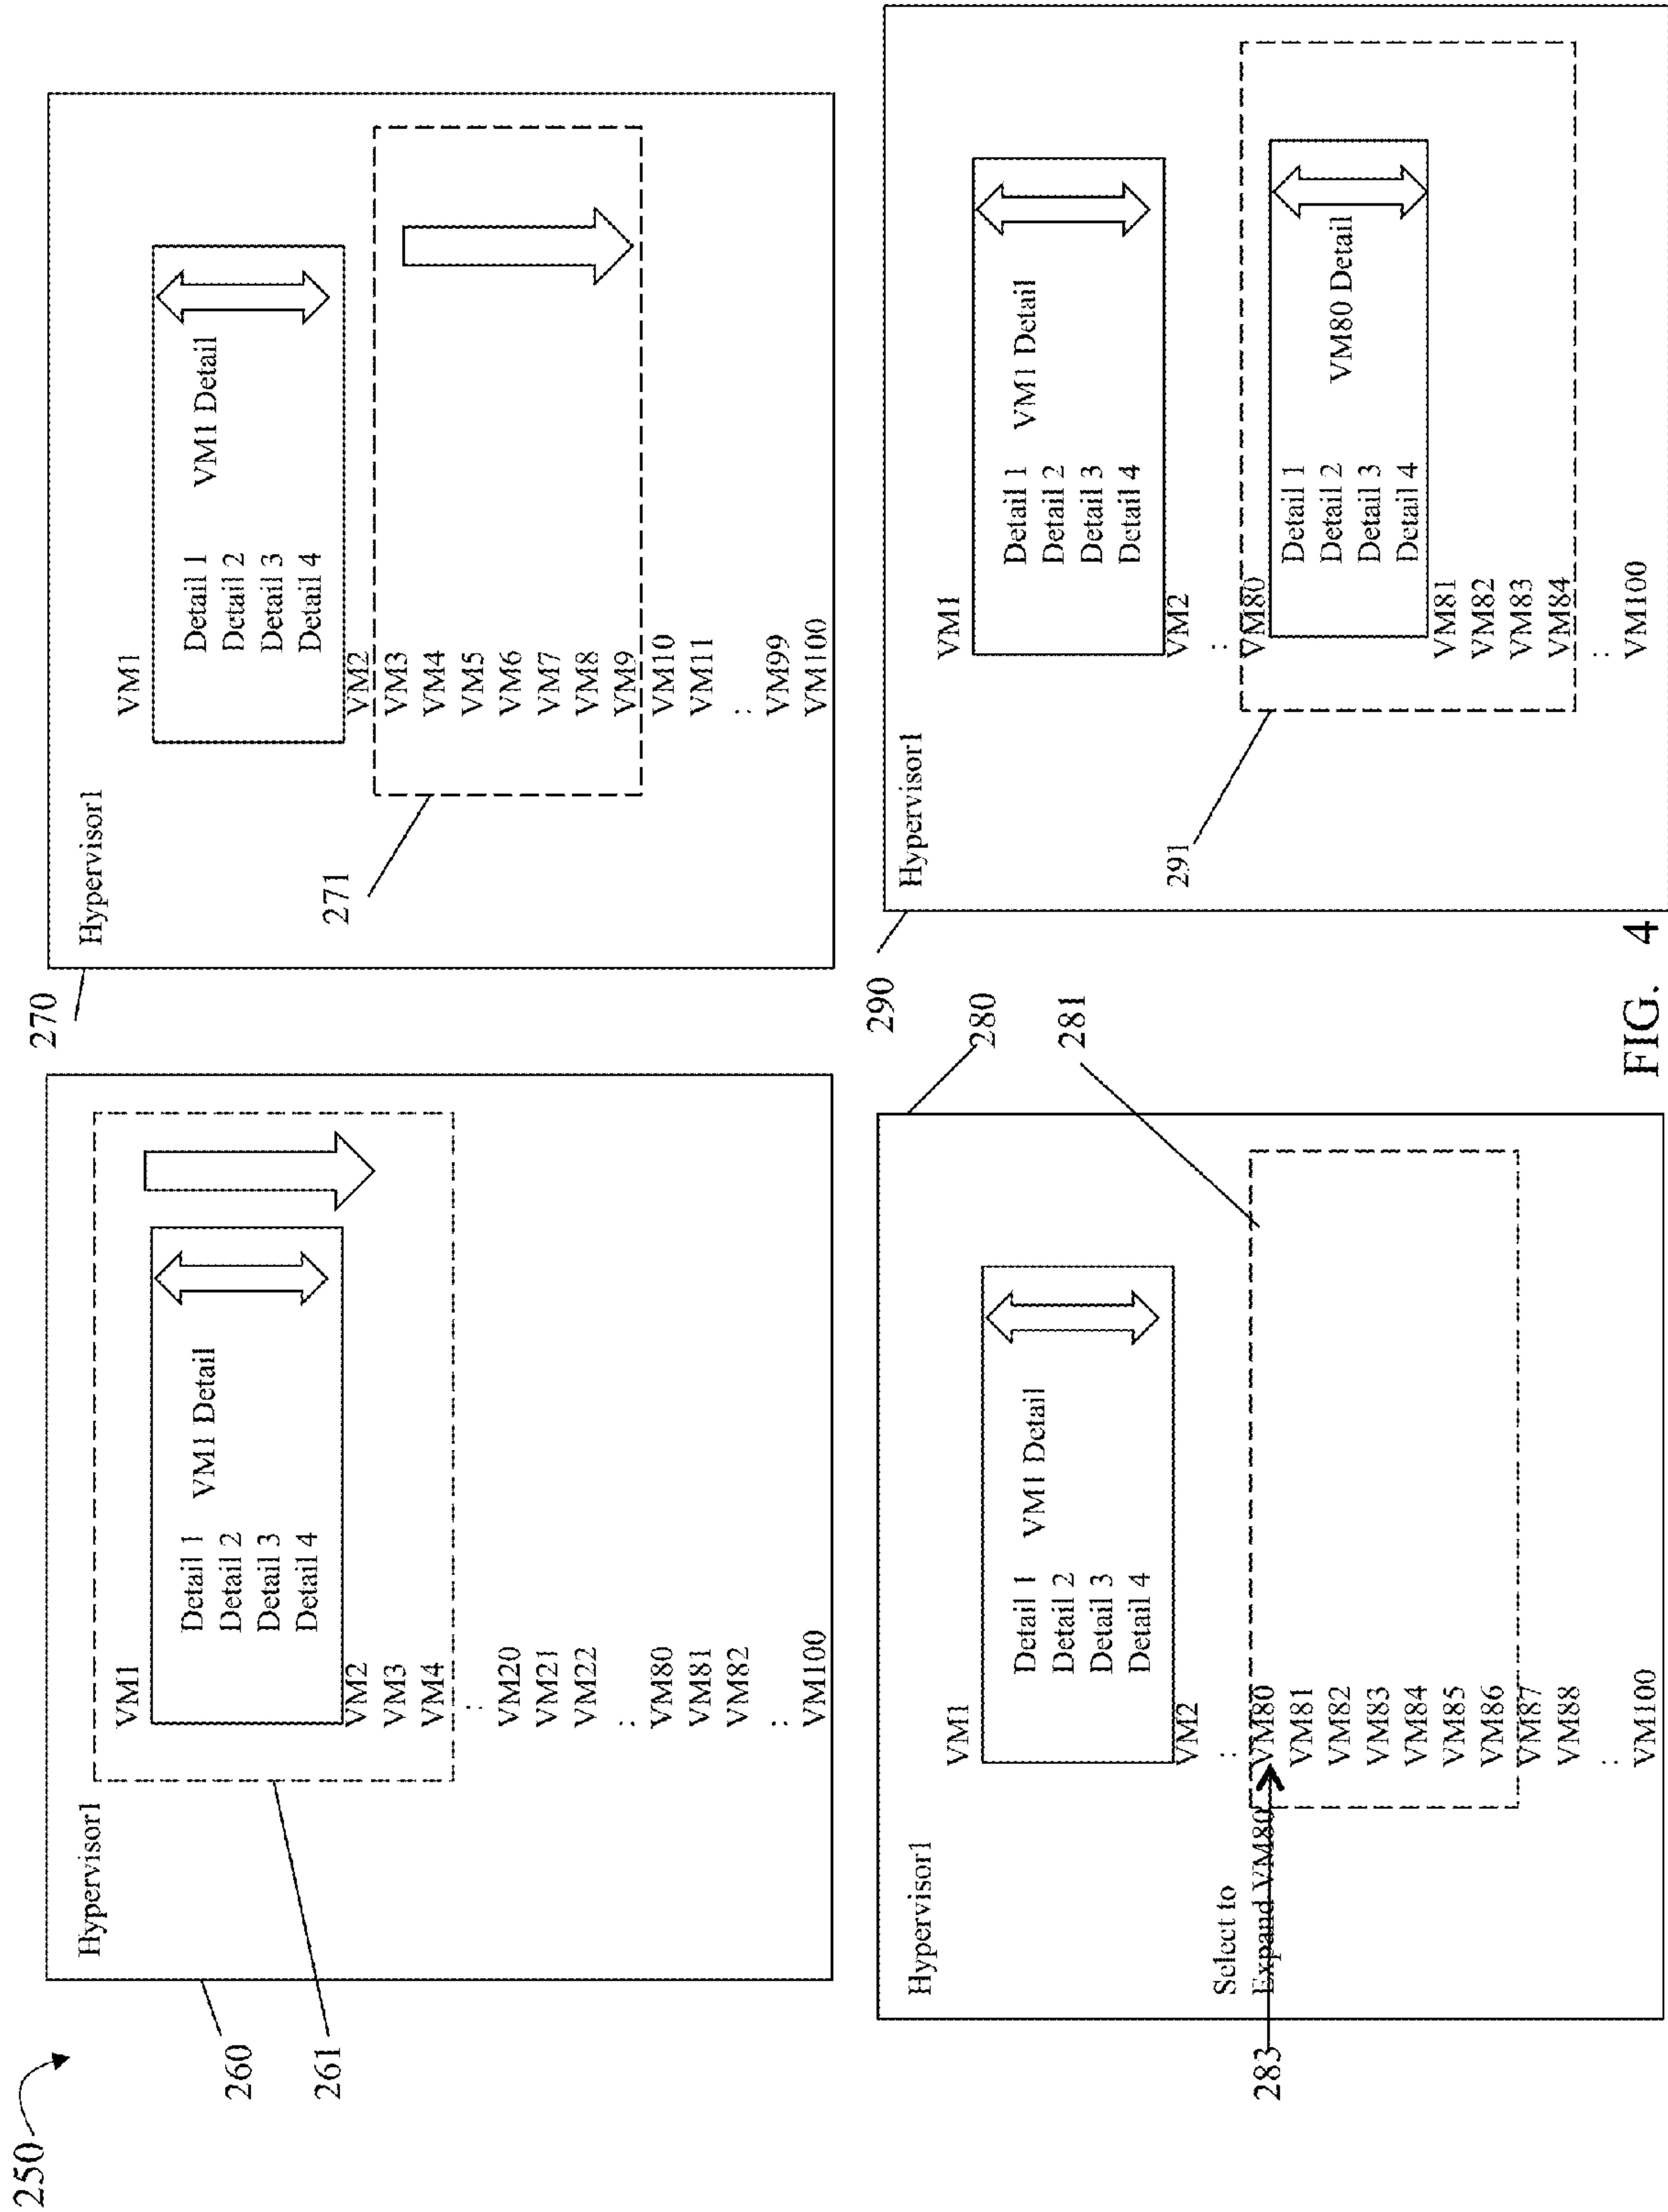 250
260
261
Hypervisor1
VM1
Detail 1
Detail 2
Detail 3
Detail 4
VM1 Detail
VM2
VM3
VM4
:
VM20
VM21
VM22
:
VM80
VM81
VM82
:
VM100
270
Hypervisor1
271
VM1
Detail 1
Detail 2
Detail 3
Detail 4
VM1 Detail
VM2
VM3
VM4
VM5
VM6
VM7
VM8
VM9
VM10
VM11
:
VM99
VM100
280
281
283
Hypervisor1
Select to
Expand VM80
VM1
Detail 1
Detail 2
Detail 3
Detail 4
VM1 Detail
VM2
:
VM80
VM81
VM82
VM83
VM84
VM85
VM86
VM87
VM88
:
VM100
290
Hypervisor1
291
VM1
Detail 1
Detail 2
Detail 3
Detail 4
VM1 Detail
VM2
:
VM80
Detail 1
Detail 2
Detail 3
Detail 4
VM80 Detail
VM81
VM82
VM83
VM84
:
VM100
FIG. 4